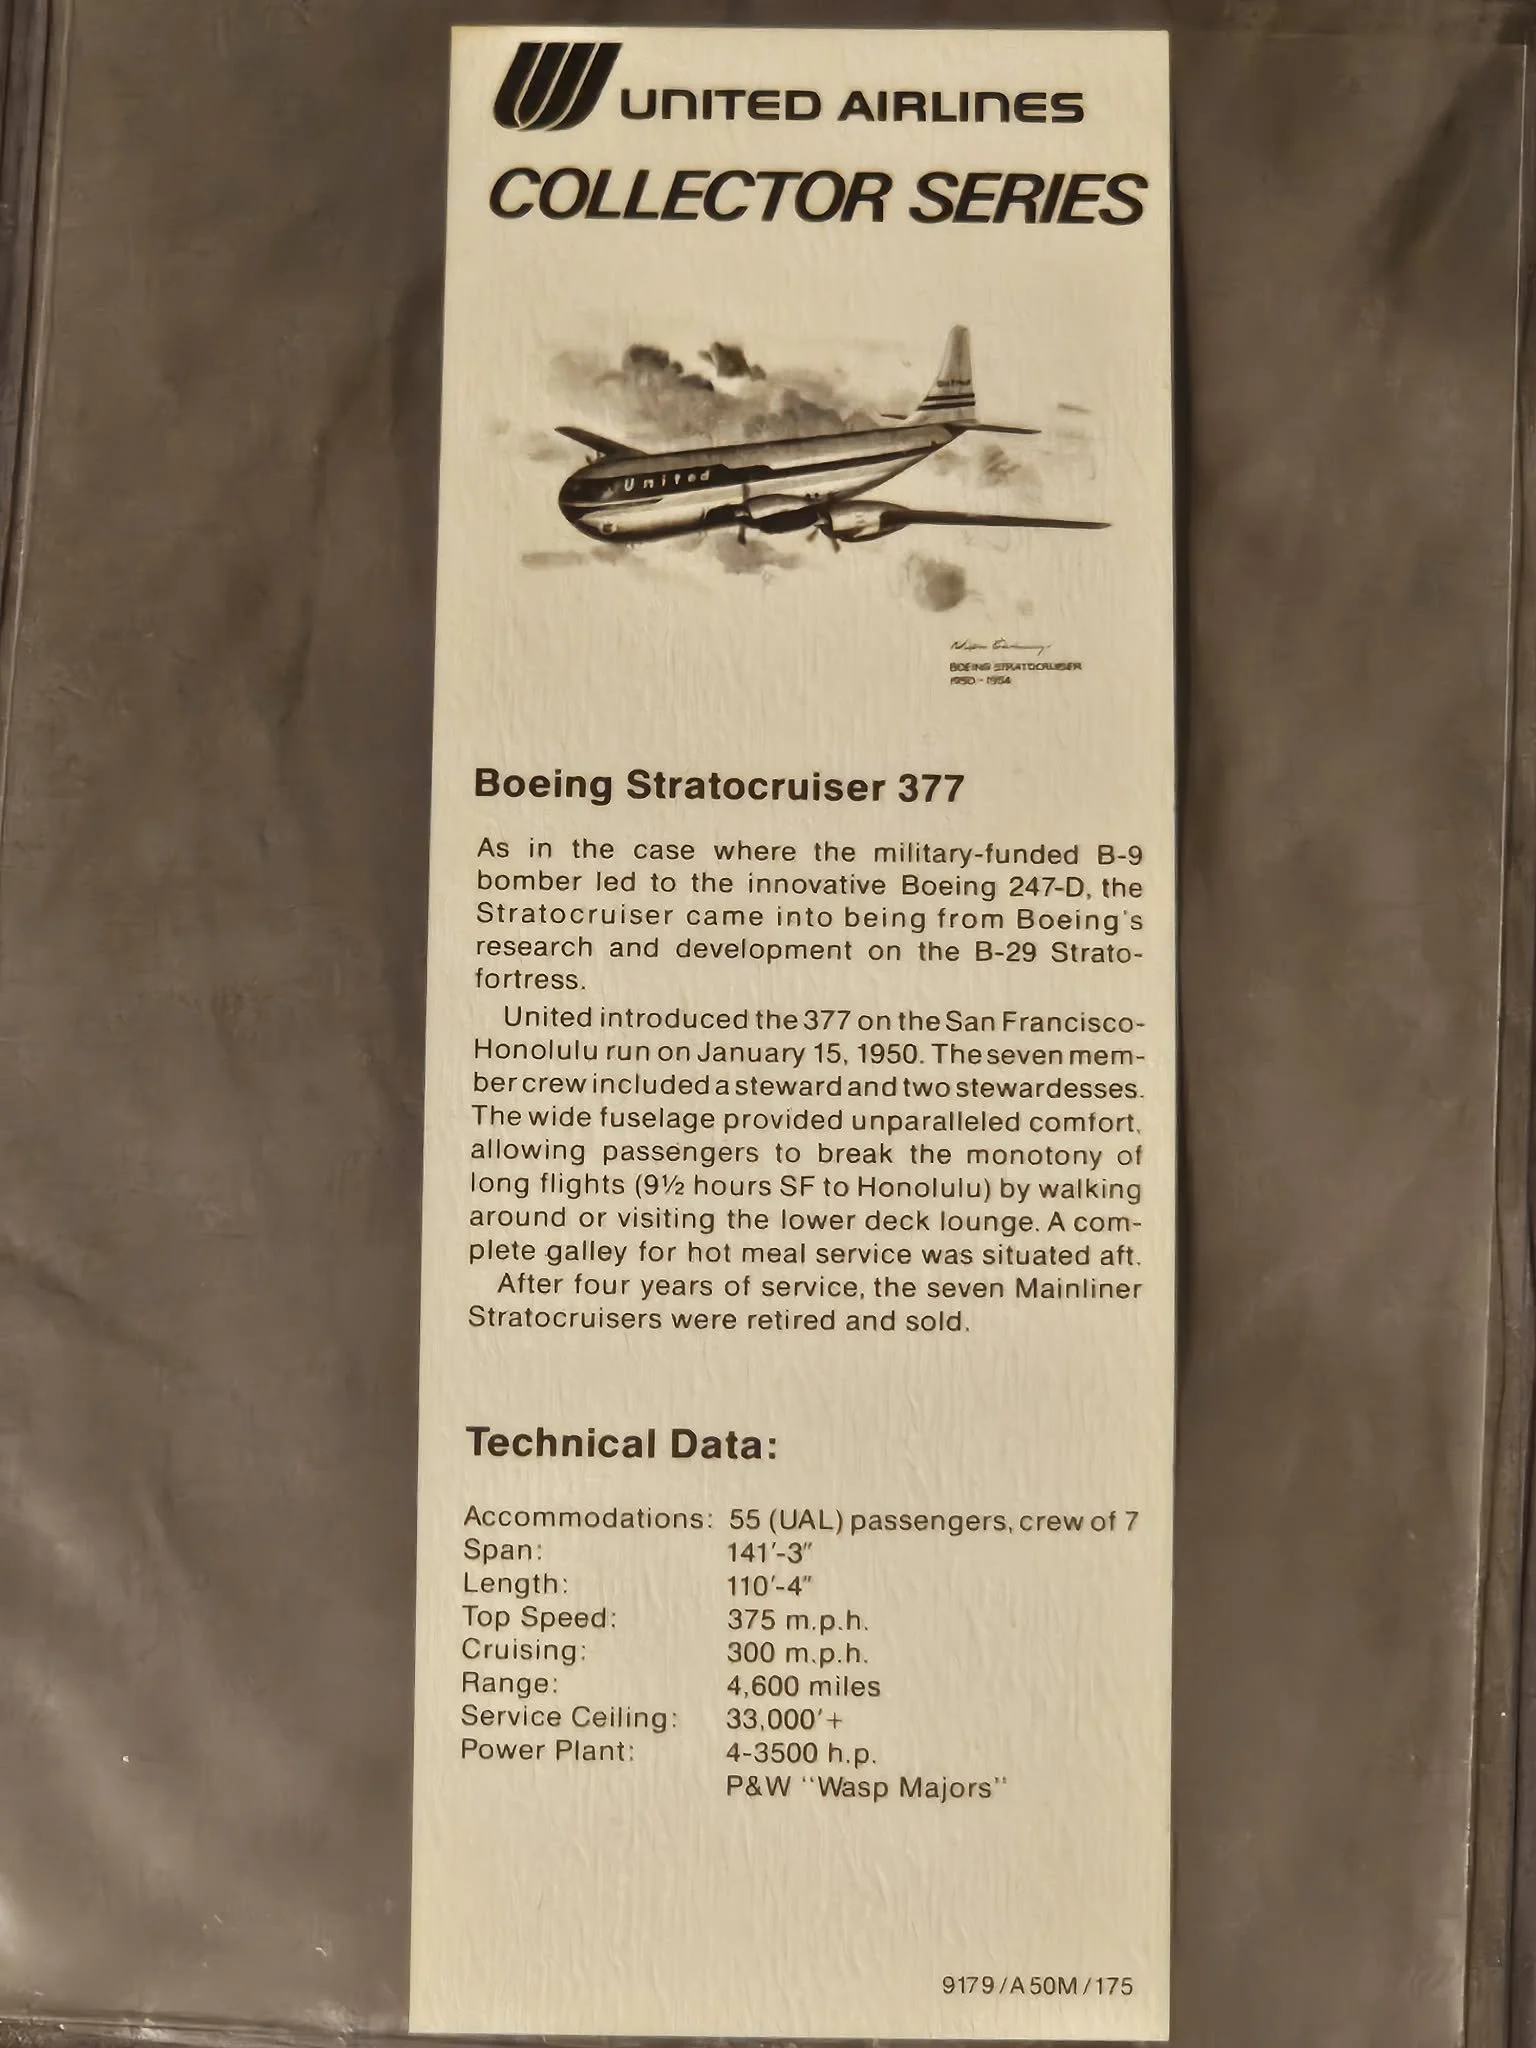 UNITED AIRLINES
COLLECTOR SERIES
United
BOEING STRATOCRUISER
1950-1954
Boeing Stratocruiser 377
As in the case where the military-funded B-9
bomber led to the innovative Boeing 247-D, the
Stratocruiser came into being from Boeing's
research and development on the B-29 Strato-
fortress.
United introduced the 377 on the San Francisco-
Honolulu run on January 15, 1950. The seven mem-
ber crew included a steward and two stewardesses.
The wide fuselage provided unparalleled comfort,
allowing passengers to break the monotony of
long flights (9½ hours SF to Honolulu) by walking
around or visiting the lower deck lounge. A com-
plete galley for hot meal service was situated aft.
After four years of service, the seven Mainliner
Stratocruisers were retired and sold.
Technical Data:
Accommodations: 55 (UAL) passengers, crew of 7
Span: 141'-3"
Length: 110'-4"
Top Speed: 375 m.p.h.
Cruising: 300 m.p.h.
Range: 4,600 miles
Service Ceiling: 33,000'+
Power Plant: 4-3500 h.p.
P&W "Wasp Majors"
9179/A50M/175